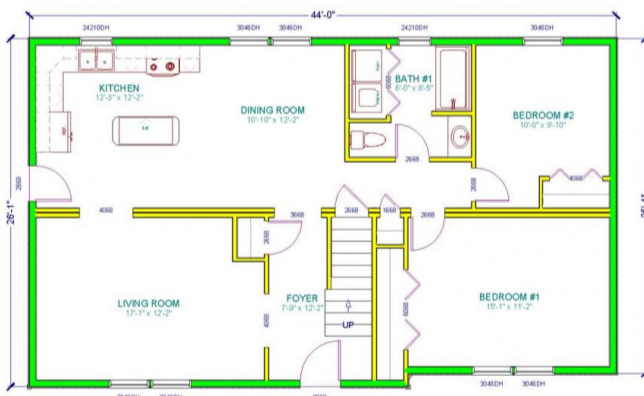 44'-0"
24210DH 3046DH 3046DH 24210DH 3046DH
KITCHEN
12'-3" x 12'-2"
DINING ROOM
10'-10" x 12'-2"
BATH #1
6'-0" x 8'-5"
5068
BEDROOM #2
10'-0" x 9'-10"
REF.
2668
4068
2868
2668
26'-1"
4068 3668 2668 1668 2668
2668
LIVING ROOM
17'-1" x 12'-2"
4068
FOYER
7'-9" x 12'-2"
UP
6068
BEDROOM #1
15'-1" x 11'-2"
3046DH 3046DH